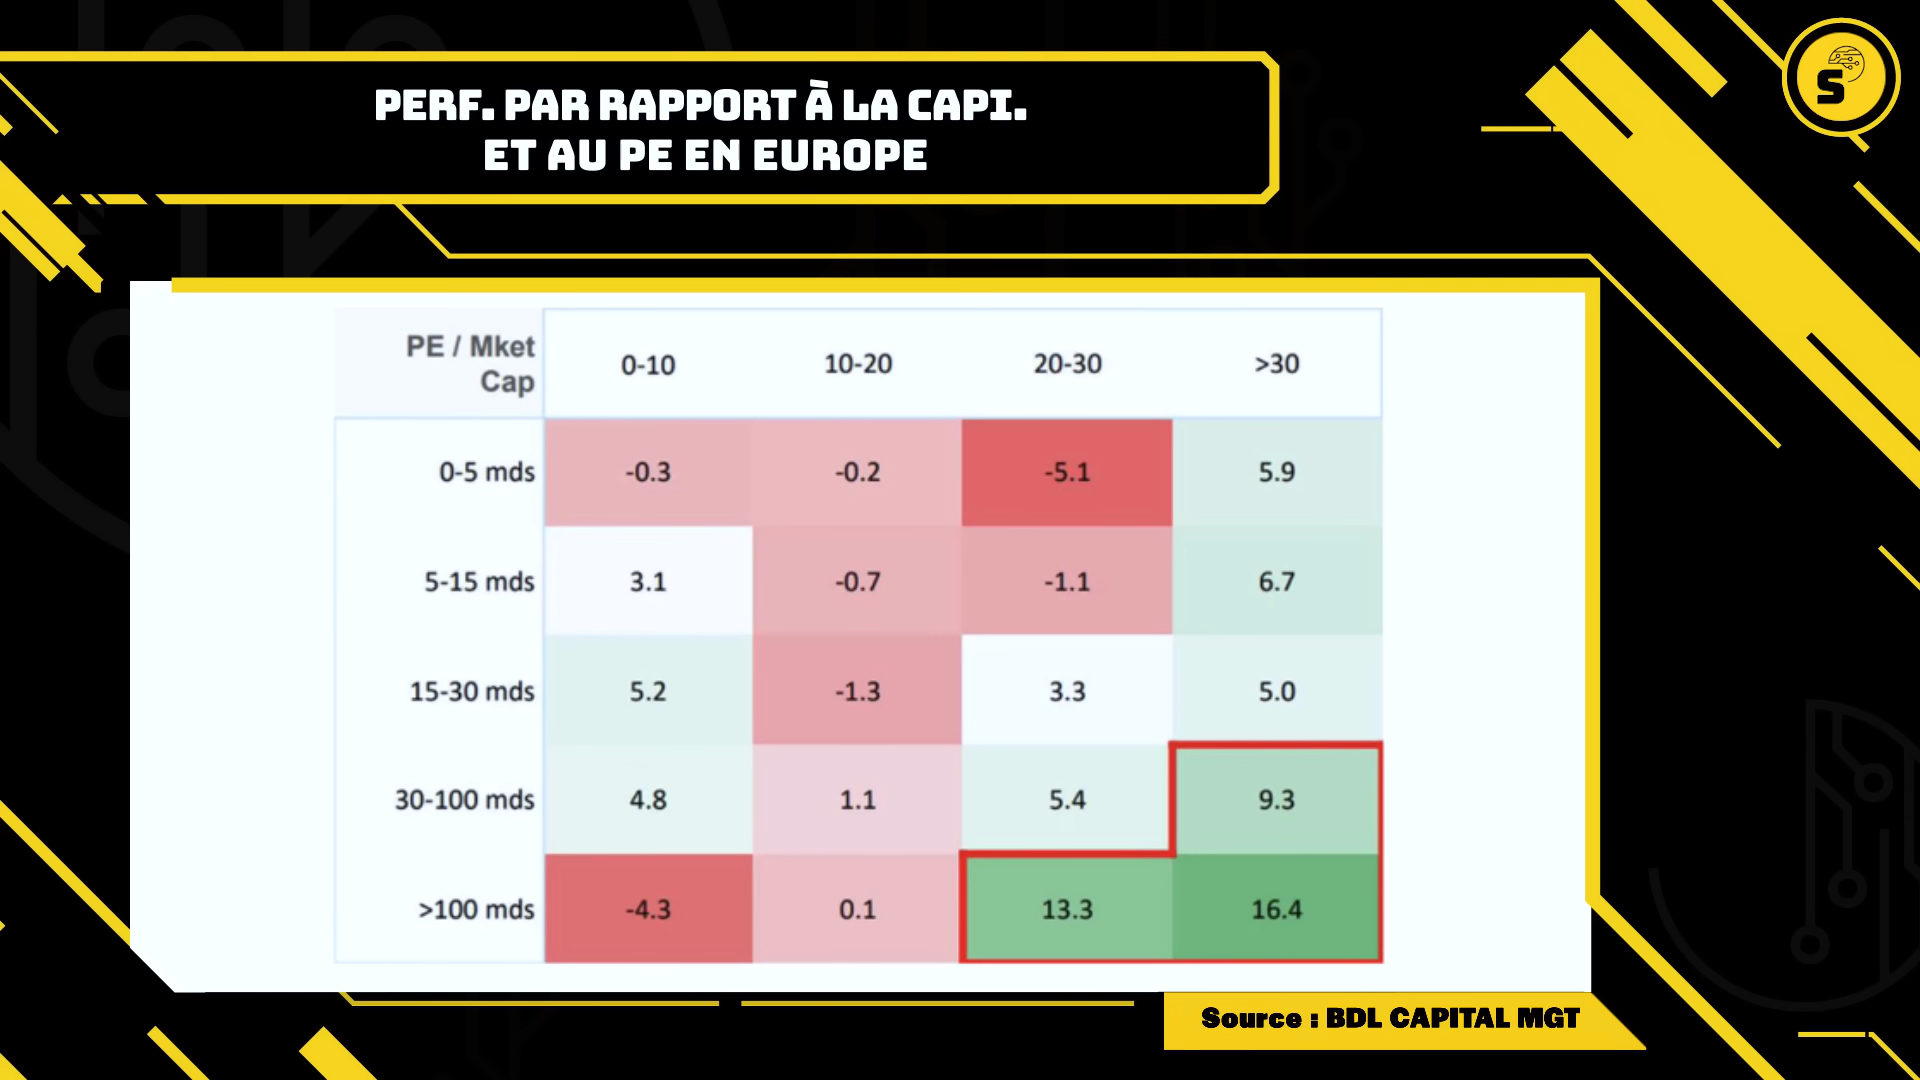 S
PERF. PAR RAPPORT À LA CAPI.
ET AU PE EN EUROPE
PE / Mket Cap 0-10 10-20 20-30 >30
0-5 mds -0.3 -0.2 -5.1 5.9
5-15 mds 3.1 -0.7 -1.1 6.7
15-30 mds 5.2 -1.3 3.3 5.0
30-100 mds 4.8 1.1 5.4 9.3
>100 mds -4.3 0.1 13.3 16.4
Source : BDL CAPITAL MGT